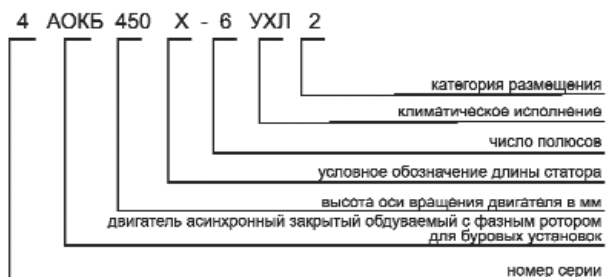 4 АОКБ 450 Х - 6 УХЛ 2
категория размещения
климатическое исполнение
число полюсов
условное обозначение длины статора
высота оси вращения двигателя в мм
двигатель асинхронный закрытый обдуваемый с фазным ротором
для буровых установок
номер серии